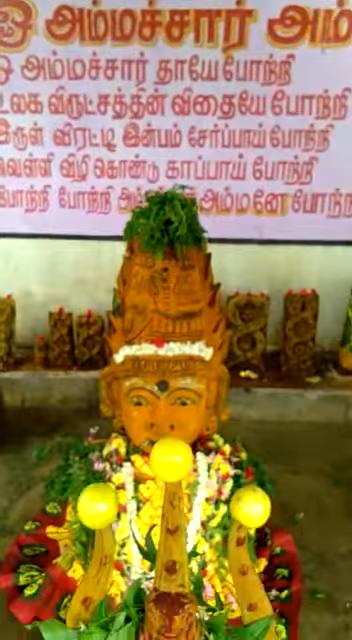 ஓ அம்மச்சார் அம்
ஓ அம்மச்சார் தாயே போற்றி
உலக விருட்சத்தின் விதையே போற்றி
இருள் விரட்டி இன்பம் சேர்ப்பாய் போற்றி
வெள்ளி விழி கொண்டு காப்பாய் போற்றி
போற்றி போற்றி அம்மனே போற்றி